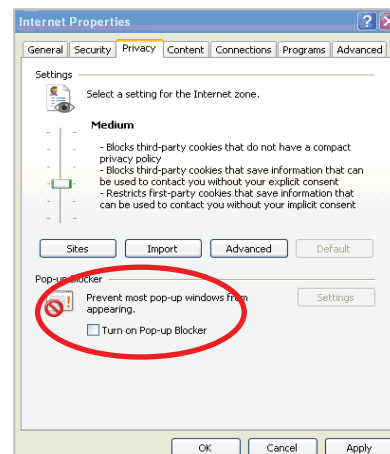 Internet Properties
General Security Privacy Content Connections Programs Advanced
Settings
Select a setting for the Internet zone.
Medium
- Blocks third-party cookies that do not have a compact
privacy policy
- Blocks third-party cookies that save information that can
be used to contact you without your explicit consent
- Restricts first-party cookies that save information that
can be used to contact you without your implicit consent
Sites Import Advanced Default
Pop-up Blocker
Prevent most pop-up windows from
appearing.
Settings
Turn on Pop-up Blocker
OK Cancel Apply